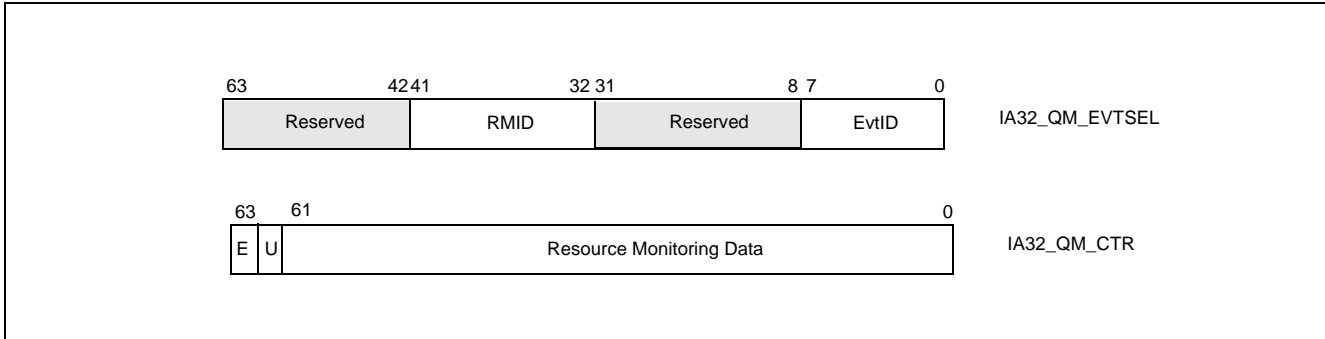 63 42 41 32 31 8 7 0
Reserved RMID Reserved EvtID IA32_QM_EVTSEL
63 61 0
E U Resource Monitoring Data IA32_QM_CTR